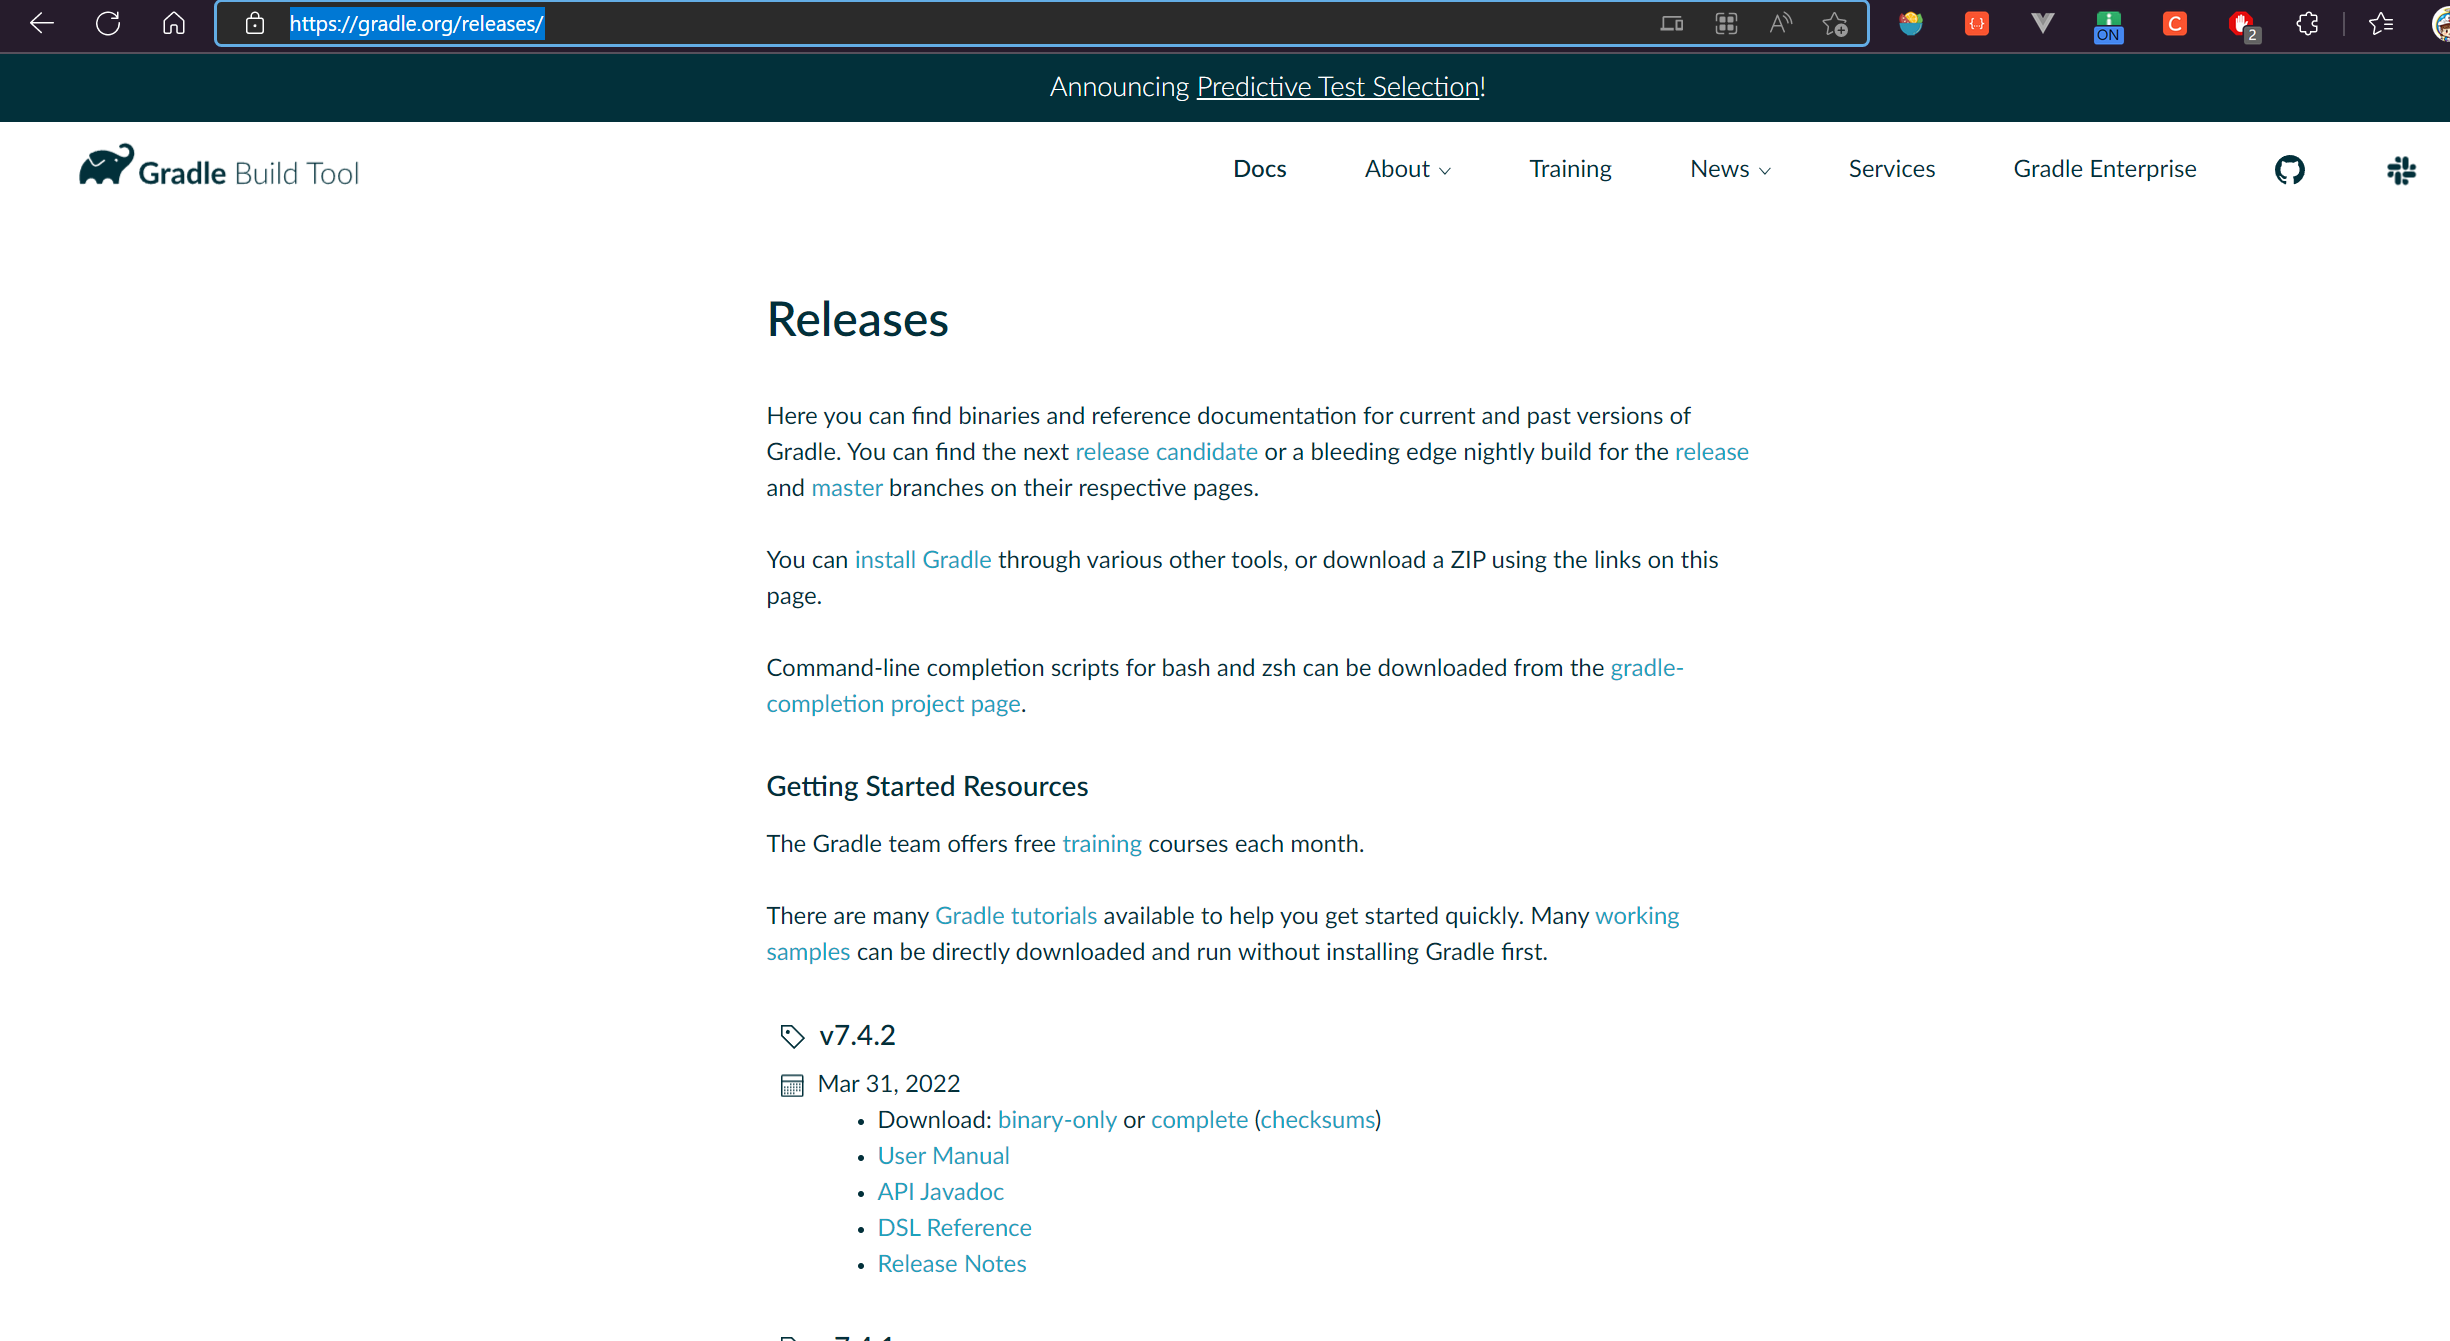 https://gradle.org/releases/
ON
C
2
Announcing Predictive Test Selection!
Gradle Build Tool
Docs
About
Training
News
Services
Gradle Enterprise
Releases
Here you can find binaries and reference documentation for current and past versions of
Gradle. You can find the next release candidate or a bleeding edge nightly build for the release
and master branches on their respective pages.
You can install Gradle through various other tools, or download a ZIP using the links on this
page.
Command-line completion scripts for bash and zsh can be downloaded from the gradle-
completion project page.
Getting Started Resources
The Gradle team offers free training courses each month.
There are many Gradle tutorials available to help you get started quickly. Many working
samples can be directly downloaded and run without installing Gradle first.
v7.4.2
Mar 31, 2022
• Download: binary-only or complete (checksums)
• User Manual
• API Javadoc
• DSL Reference
• Release Notes